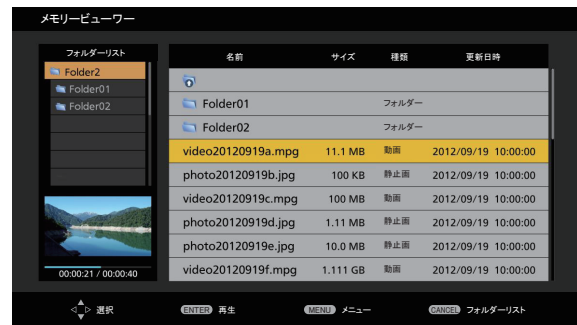 メモリービューワー
フォルダーリスト
Folder2
Folder01
Folder02
00:00:21 / 00:00:40
名前 サイズ 種類 更新日時
Folder01 フォルダー
Folder02 フォルダー
video20120919a.mpg 11.1 MB 動画 2012/09/19 10:00:00
photo20120919b.jpg 100 KB 静止画 2012/09/19 10:00:00
video20120919c.mpg 100 MB 動画 2012/09/19 10:00:00
photo20120919d.jpg 1.11 MB 静止画 2012/09/19 10:00:00
photo20120919e.jpg 10.0 MB 静止画 2012/09/19 10:00:00
video20120919f.mpg 1.111 GB 動画 2012/09/19 10:00:00
選択 ENTER 再生 MENU メニュー CANCEL フォルダーリスト